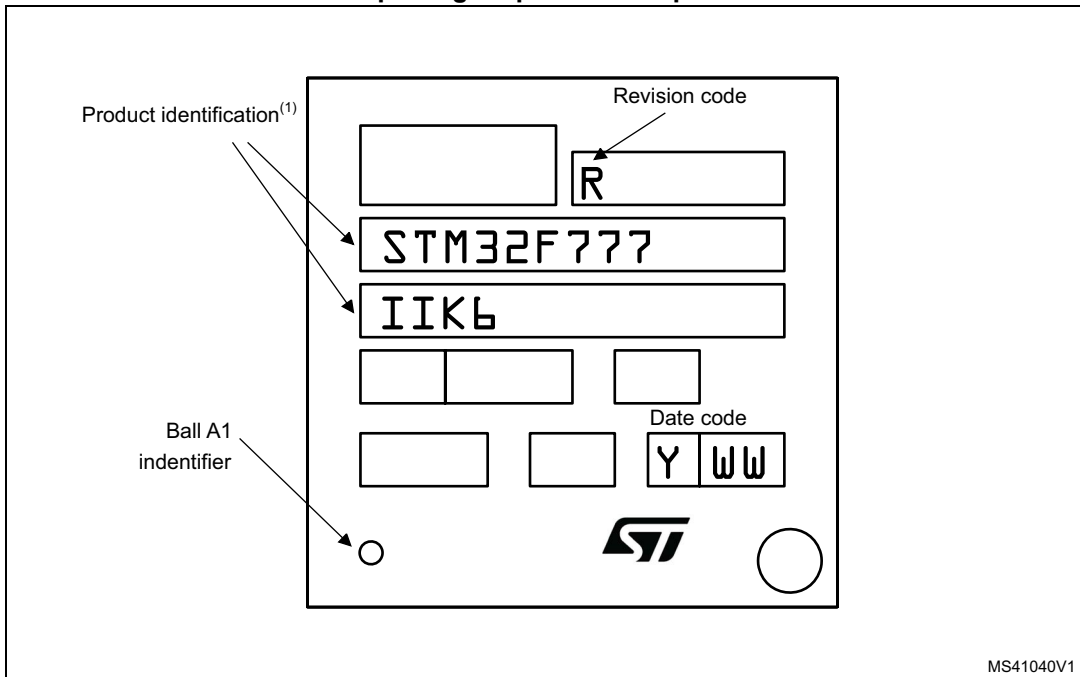 Revision code
Product identification(1)
R
STM32F777
IIK6
Date code
Ball A1
indentifier
Y WW
ST
MS41040V1